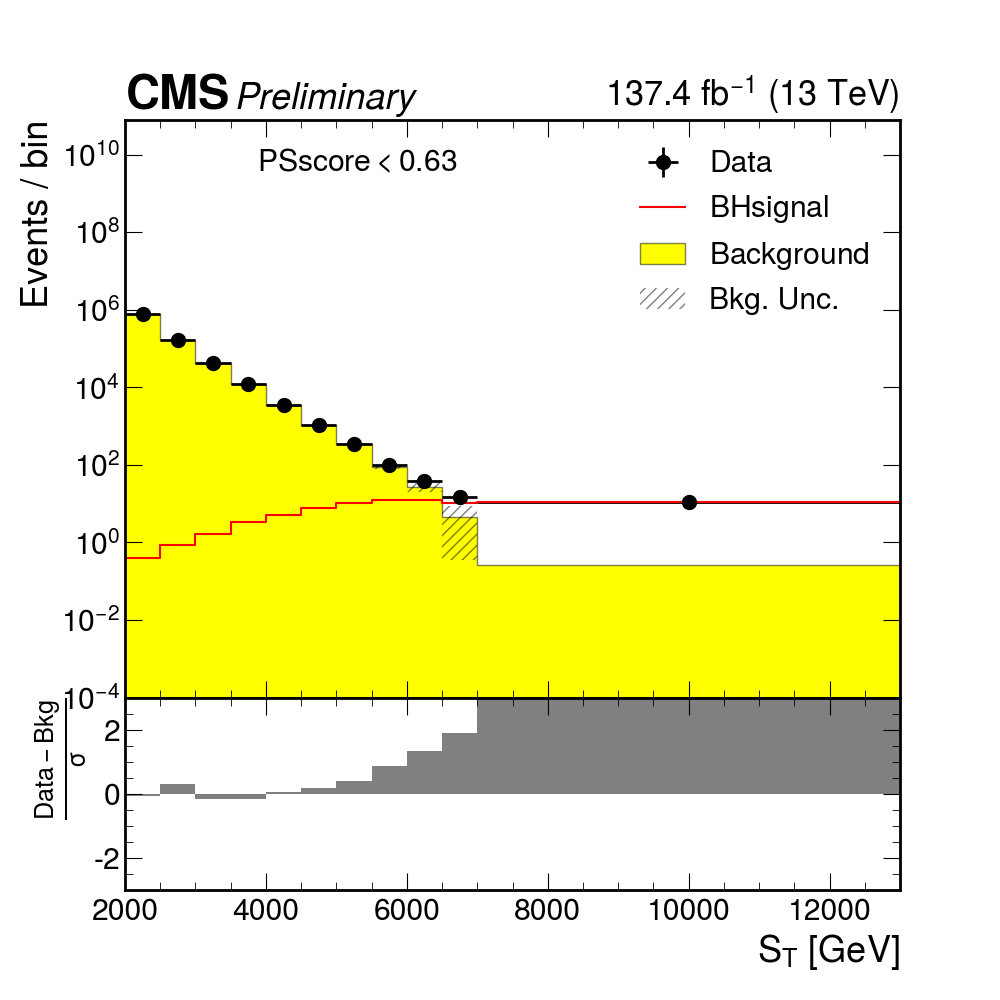 CMS Preliminary 137.4 fb⁻¹ (13 TeV)
Events / bin
PSscore < 0.63
Data
BHsignal
Background
Bkg. Unc.
10¹⁰
10⁸
10⁶
10⁴
10²
10⁰
10⁻²
10⁻⁴
Data – Bkg
σ
2
0
-2
2000 4000 6000 8000 10000 12000
S_T [GeV]